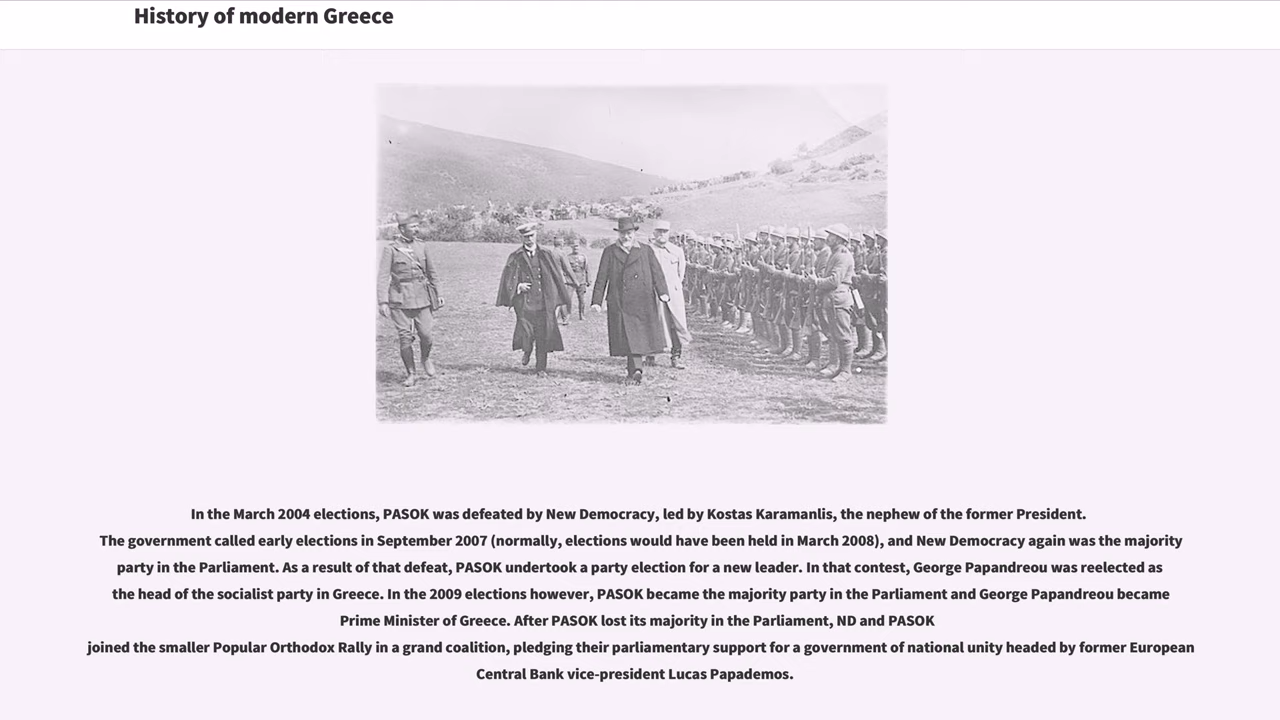 History of modern Greece
In the March 2004 elections, PASOK was defeated by New Democracy, led by Kostas Karamanlis, the nephew of the former President.
The government called early elections in September 2007 (normally, elections would have been held in March 2008), and New Democracy again was the majority
party in the Parliament. As a result of that defeat, PASOK undertook a party election for a new leader. In that contest, George Papandreou was reelected as
the head of the socialist party in Greece. In the 2009 elections however, PASOK became the majority party in the Parliament and George Papandreou became
Prime Minister of Greece. After PASOK lost its majority in the Parliament, ND and PASOK
joined the smaller Popular Orthodox Rally in a grand coalition, pledging their parliamentary support for a government of national unity headed by former European
Central Bank vice-president Lucas Papademos.